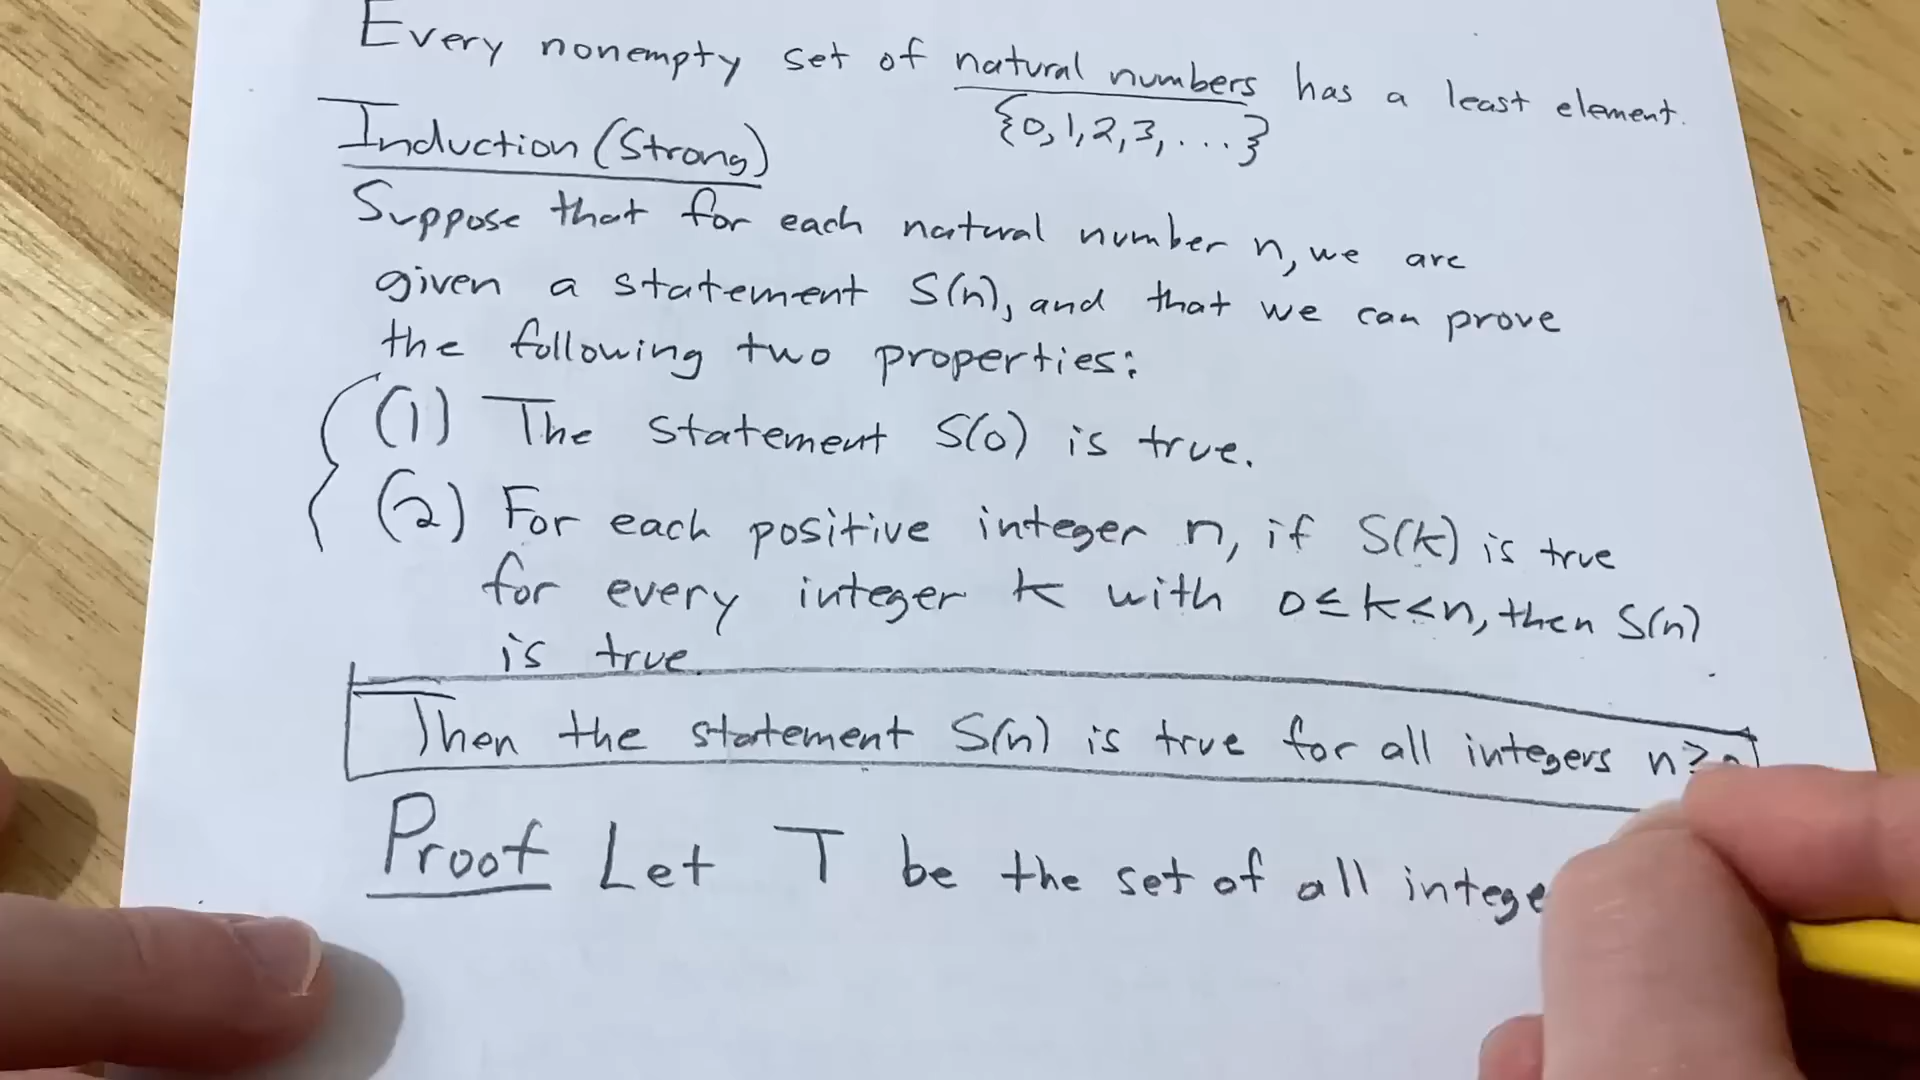 Every nonempty set of natural numbers has a least element.
{0,1,2,3,...}
Induction (Strong)
Suppose that for each natural number n, we are
given a statement S(n), and that we can prove
the following two properties:
(1) The statement S(0) is true.
(2) For each positive integer n, if S(k) is true
for every integer k with 0≤k<n, then S(n)
is true.
Then the statement S(n) is true for all integers n≥
Proof Let T be the set of all